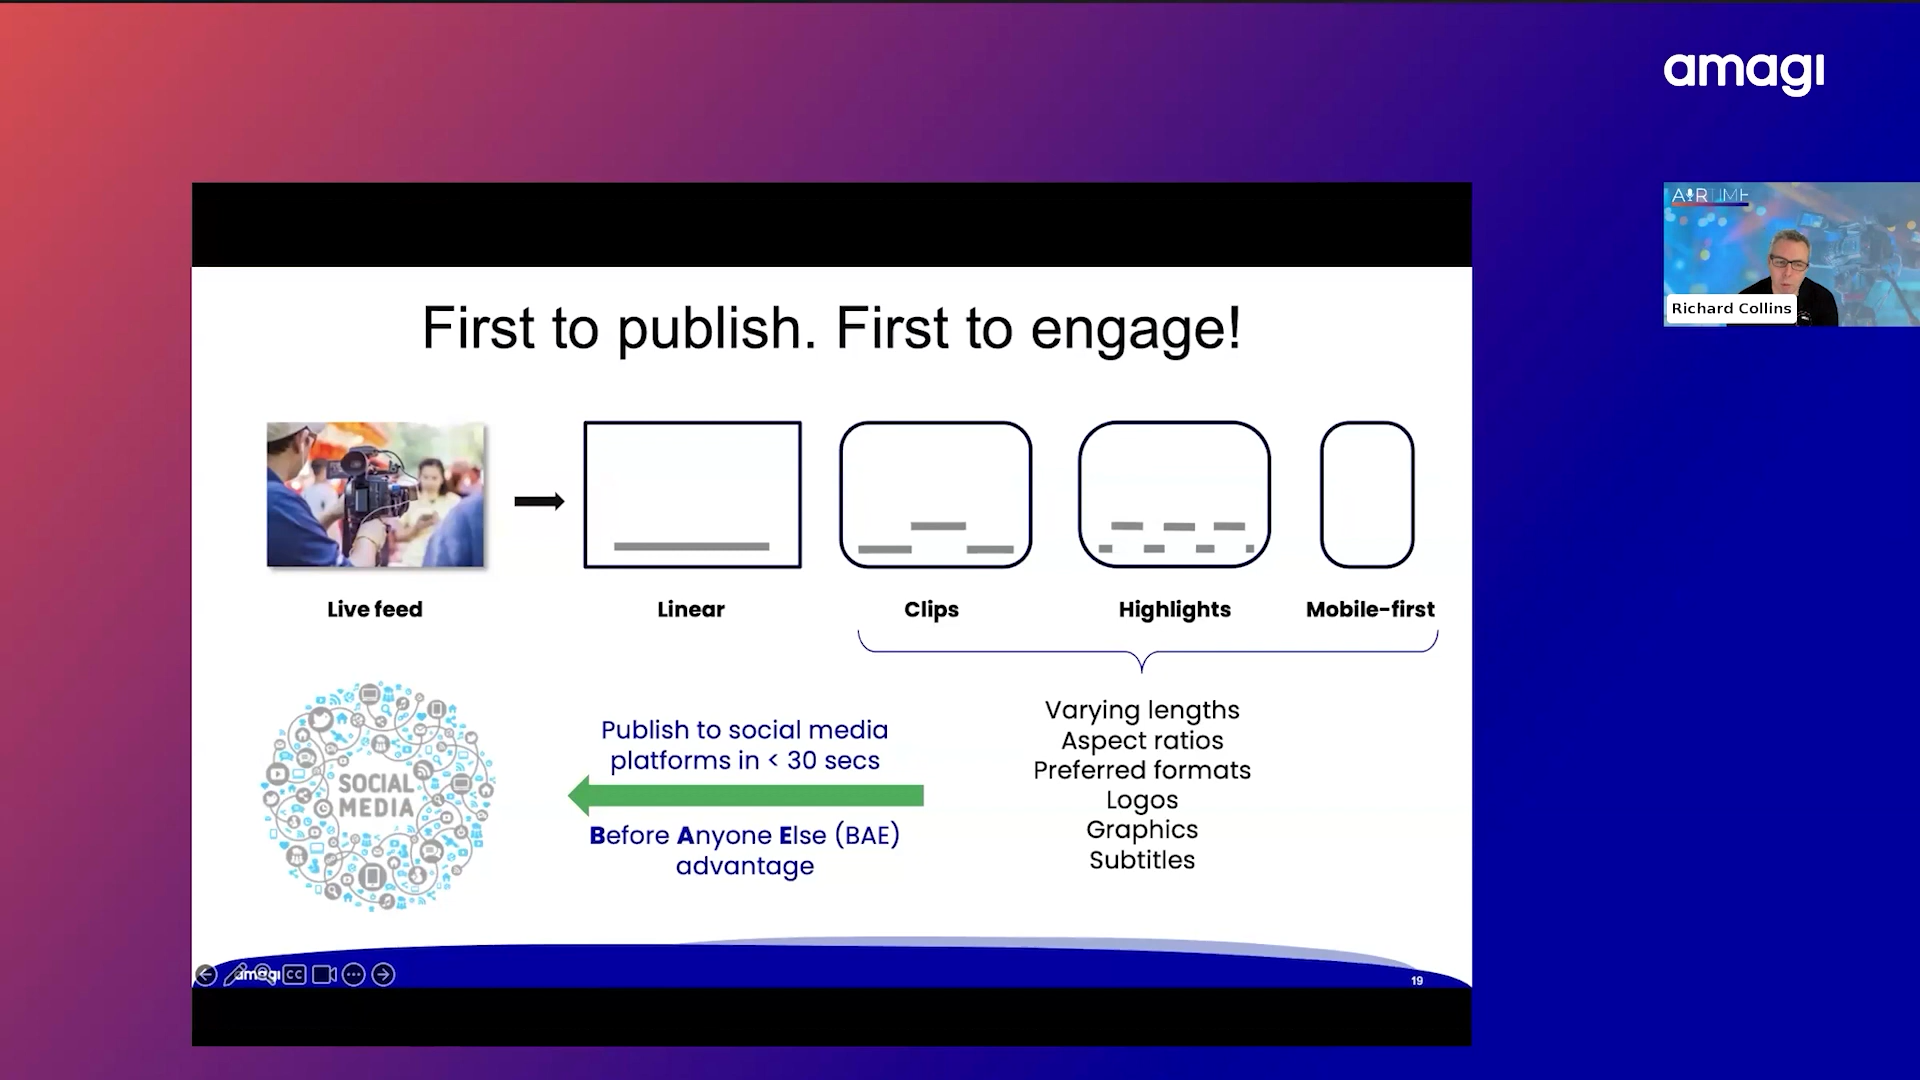 amagi
AIRTIME
Richard Collins
First to publish. First to engage!
Live feed
Linear
Clips
Highlights
Mobile-first
Varying lengths
Aspect ratios
Preferred formats
Logos
Graphics
Subtitles
Publish to social media
platforms in < 30 secs
Before Anyone Else (BAE)
advantage
SOCIAL
MEDIA
amagi
CC
19